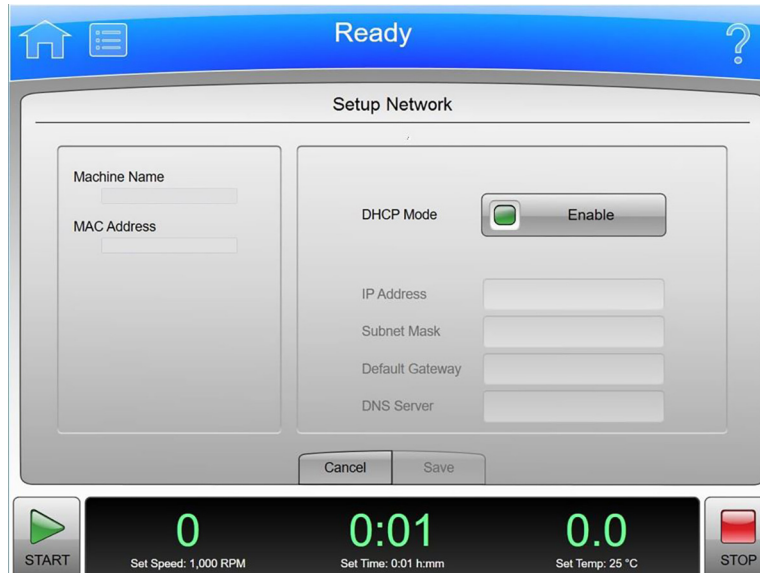 Ready
Setup Network
Machine Name
MAC Address
DHCP Mode
Enable
IP Address
Subnet Mask
Default Gateway
DNS Server
Cancel
Save
START
0
Set Speed: 1,000 RPM
0:01
Set Time: 0:01 h:mm
0.0
Set Temp: 25 °C
STOP